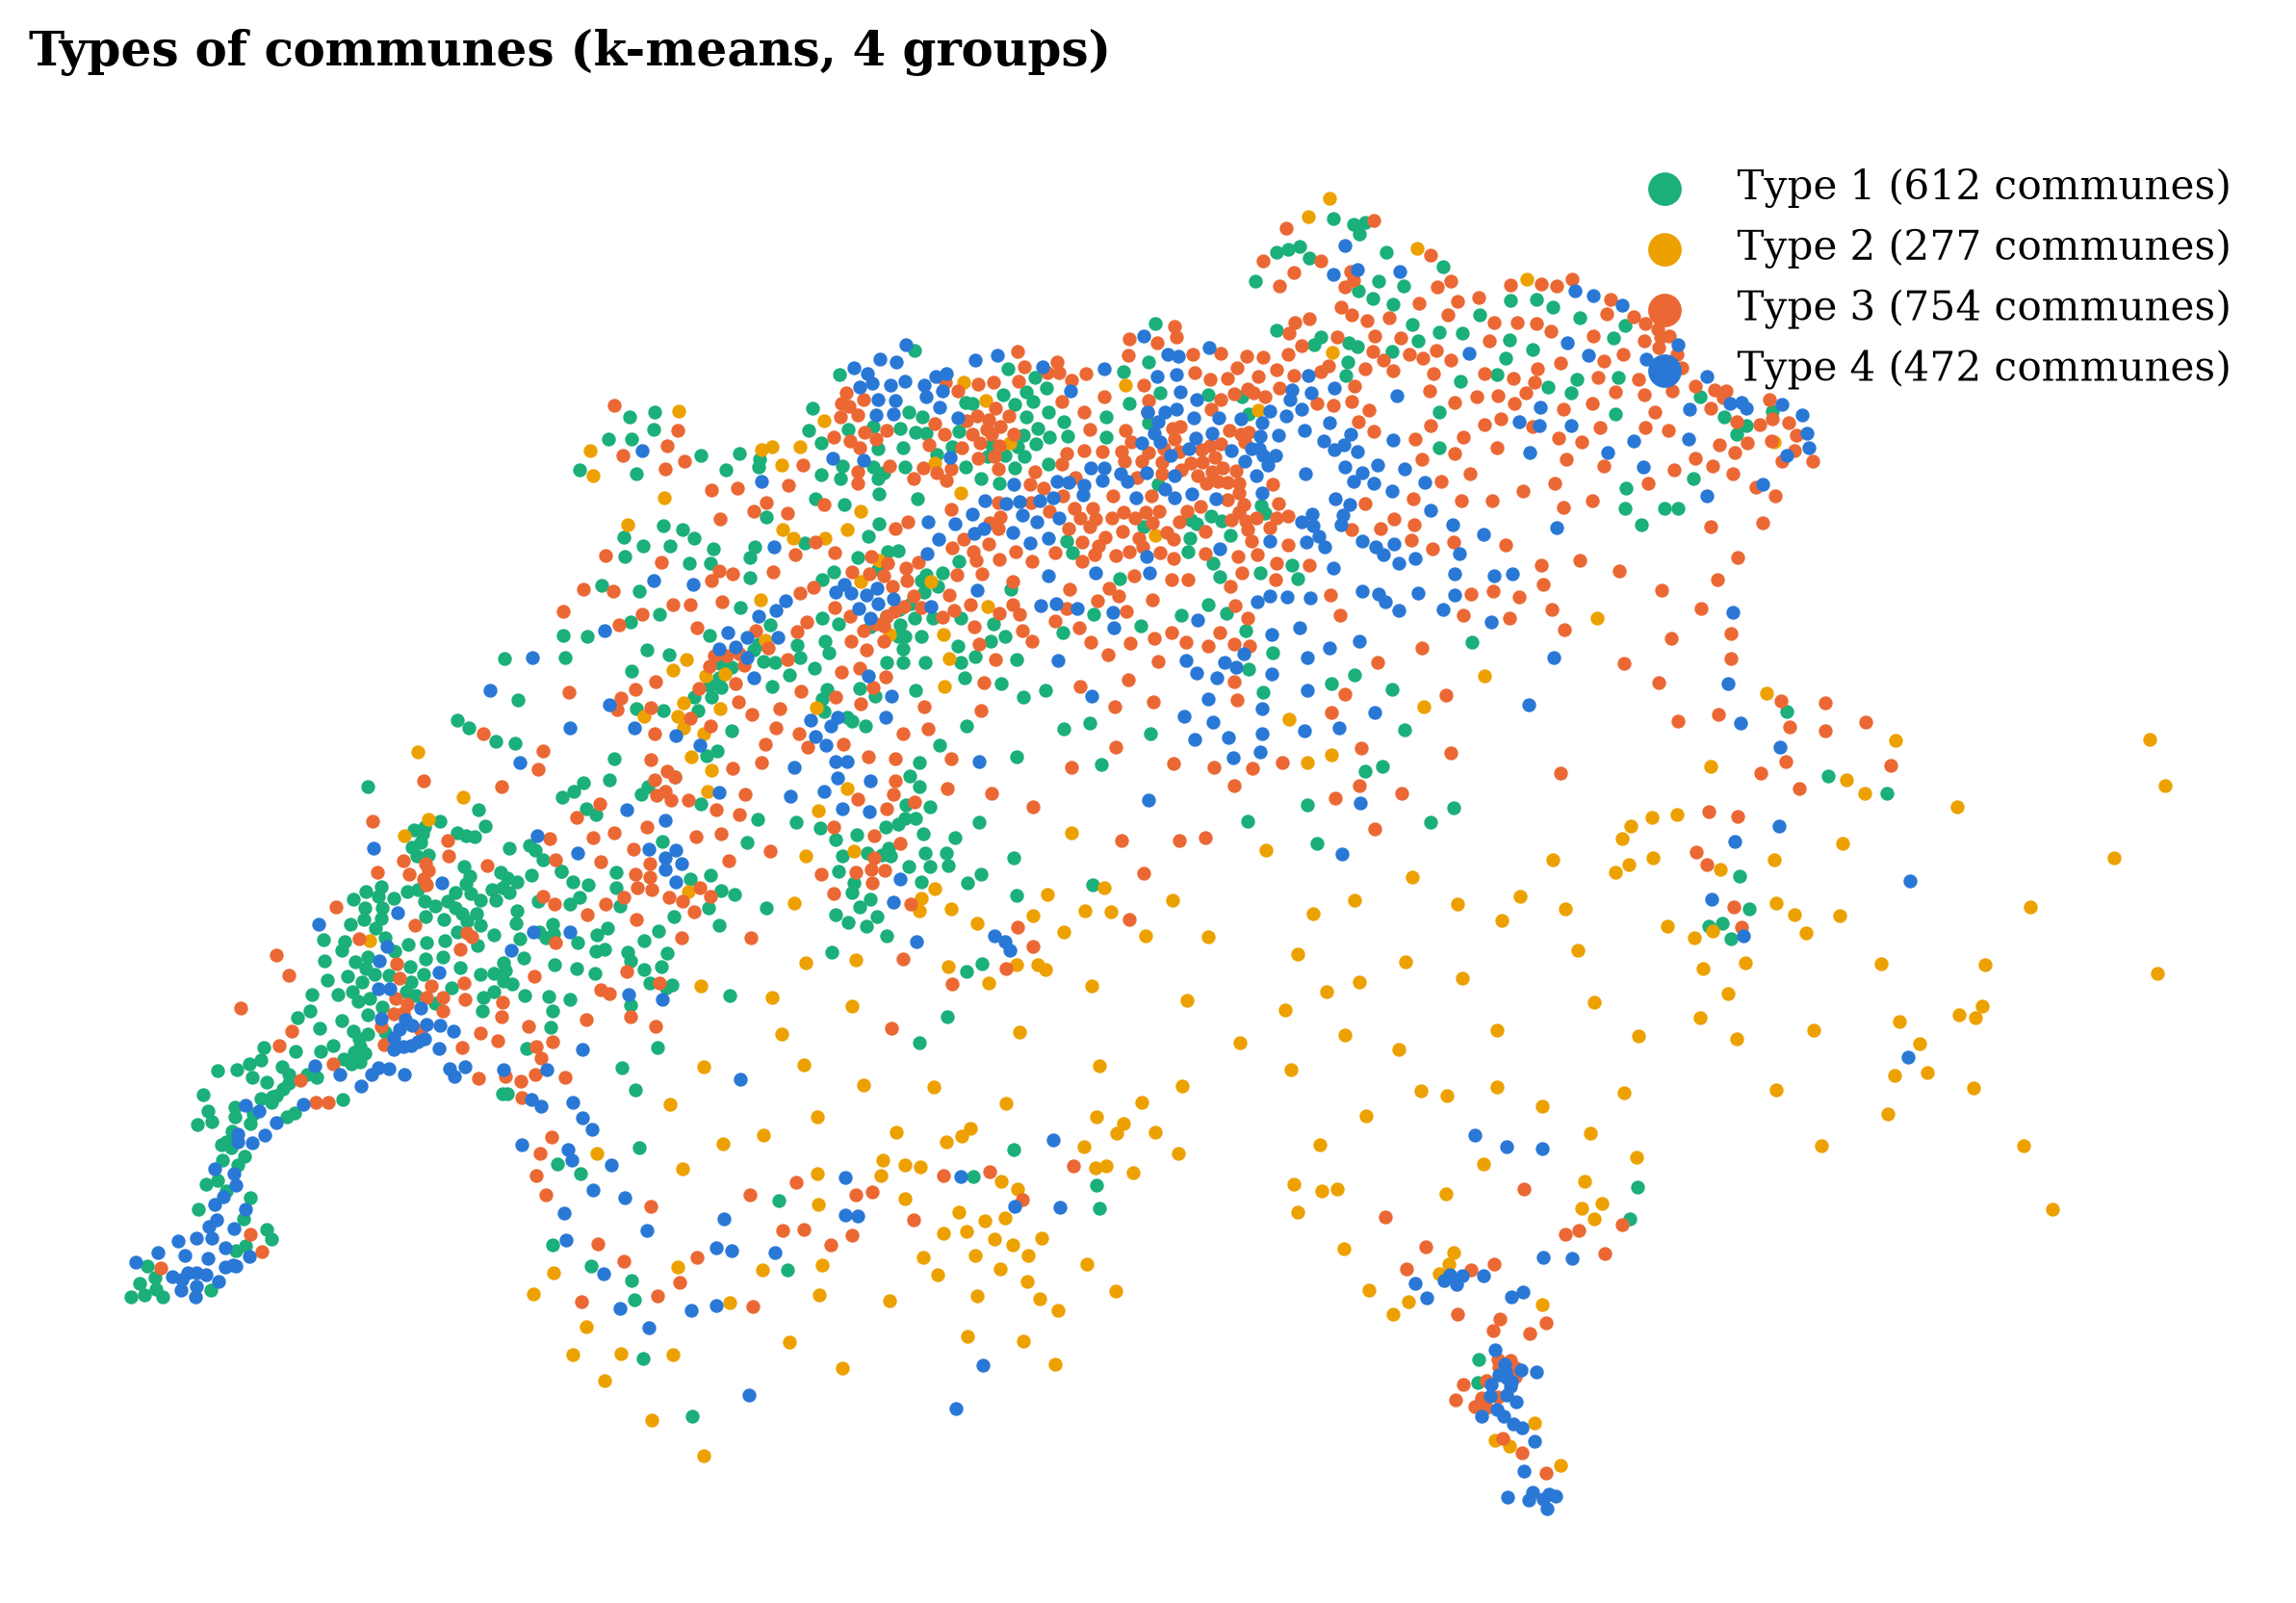 Types of communes (k-means, 4 groups)
Type 1 (612 communes)
Type 2 (277 communes)
Type 3 (754 communes)
Type 4 (472 communes)